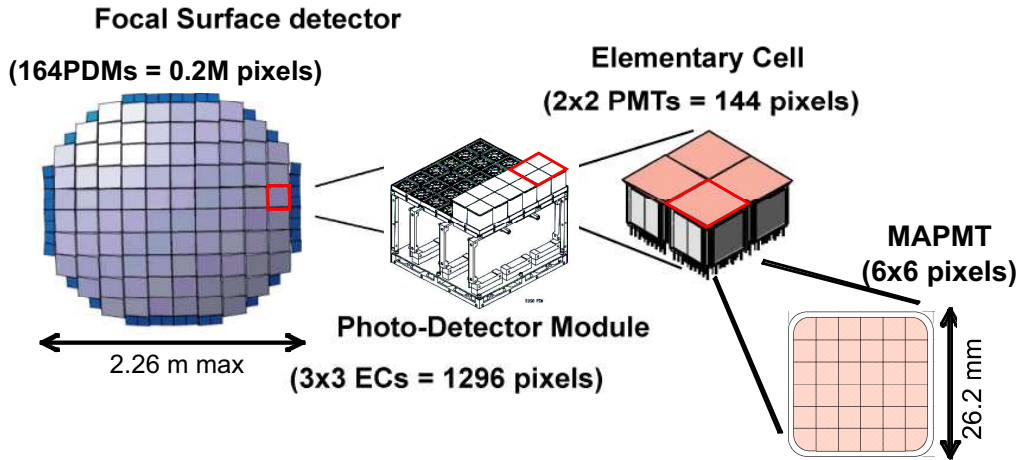 Focal Surface detector
(164PDMs = 0.2M pixels)
Elementary Cell
(2x2 PMTs = 144 pixels)
MAPMT
(6x6 pixels)
Photo-Detector Module
2.26 m max
(3x3 ECs = 1296 pixels)
26.2 mm